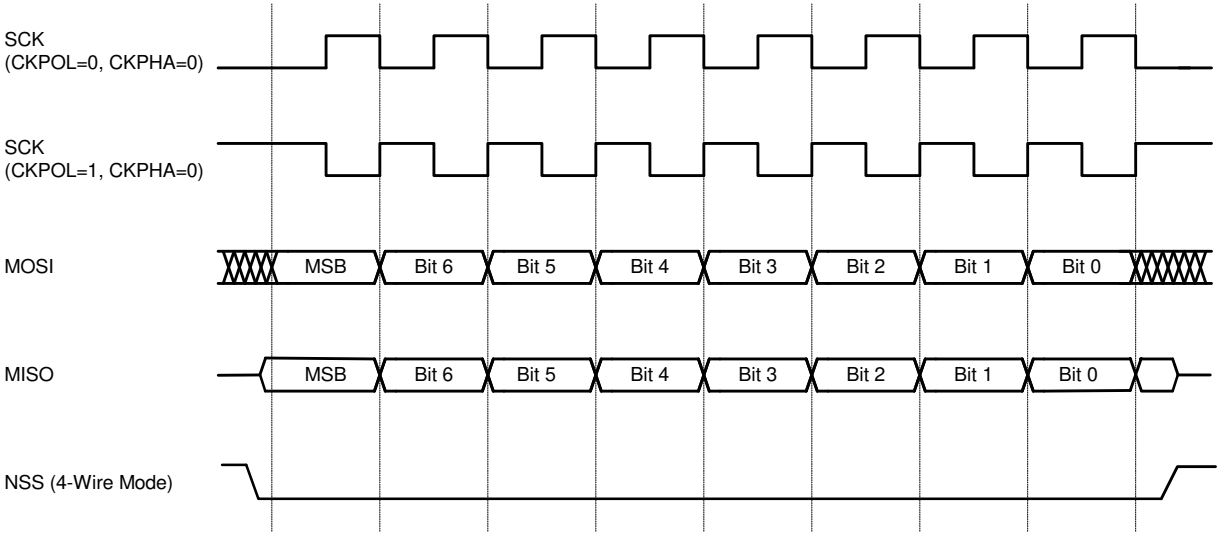 SCK
(CKPOL=0, CKPHA=0)
SCK
(CKPOL=1, CKPHA=0)
MOSI MSB Bit 6 Bit 5 Bit 4 Bit 3 Bit 2 Bit 1 Bit 0
MISO MSB Bit 6 Bit 5 Bit 4 Bit 3 Bit 2 Bit 1 Bit 0
NSS (4-Wire Mode)